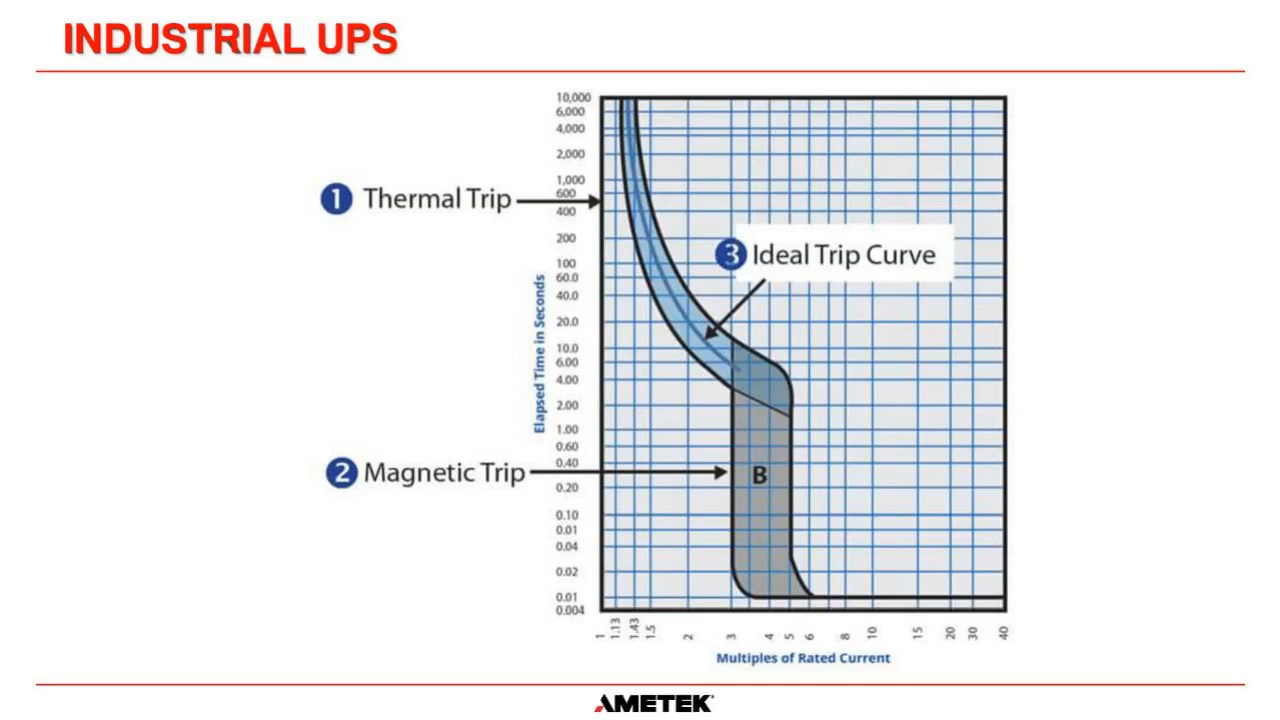 INDUSTRIAL UPS
10,000
6,000
4,000
2,000
1,000
600
400
200
100
60.0
40.0
20.0
10.0
6.00
4.00
2.00
1.00
0.60
0.40
0.20
0.10
0.01
0.04
0.02
0.01
0.004
Elapsed Time in Seconds
1 Thermal Trip
3 Ideal Trip Curve
2 Magnetic Trip
B
1 1.13 1.43 1.5 2 3 4 5 6 8 10 15 20 30 40
Multiples of Rated Current
AMETEK®